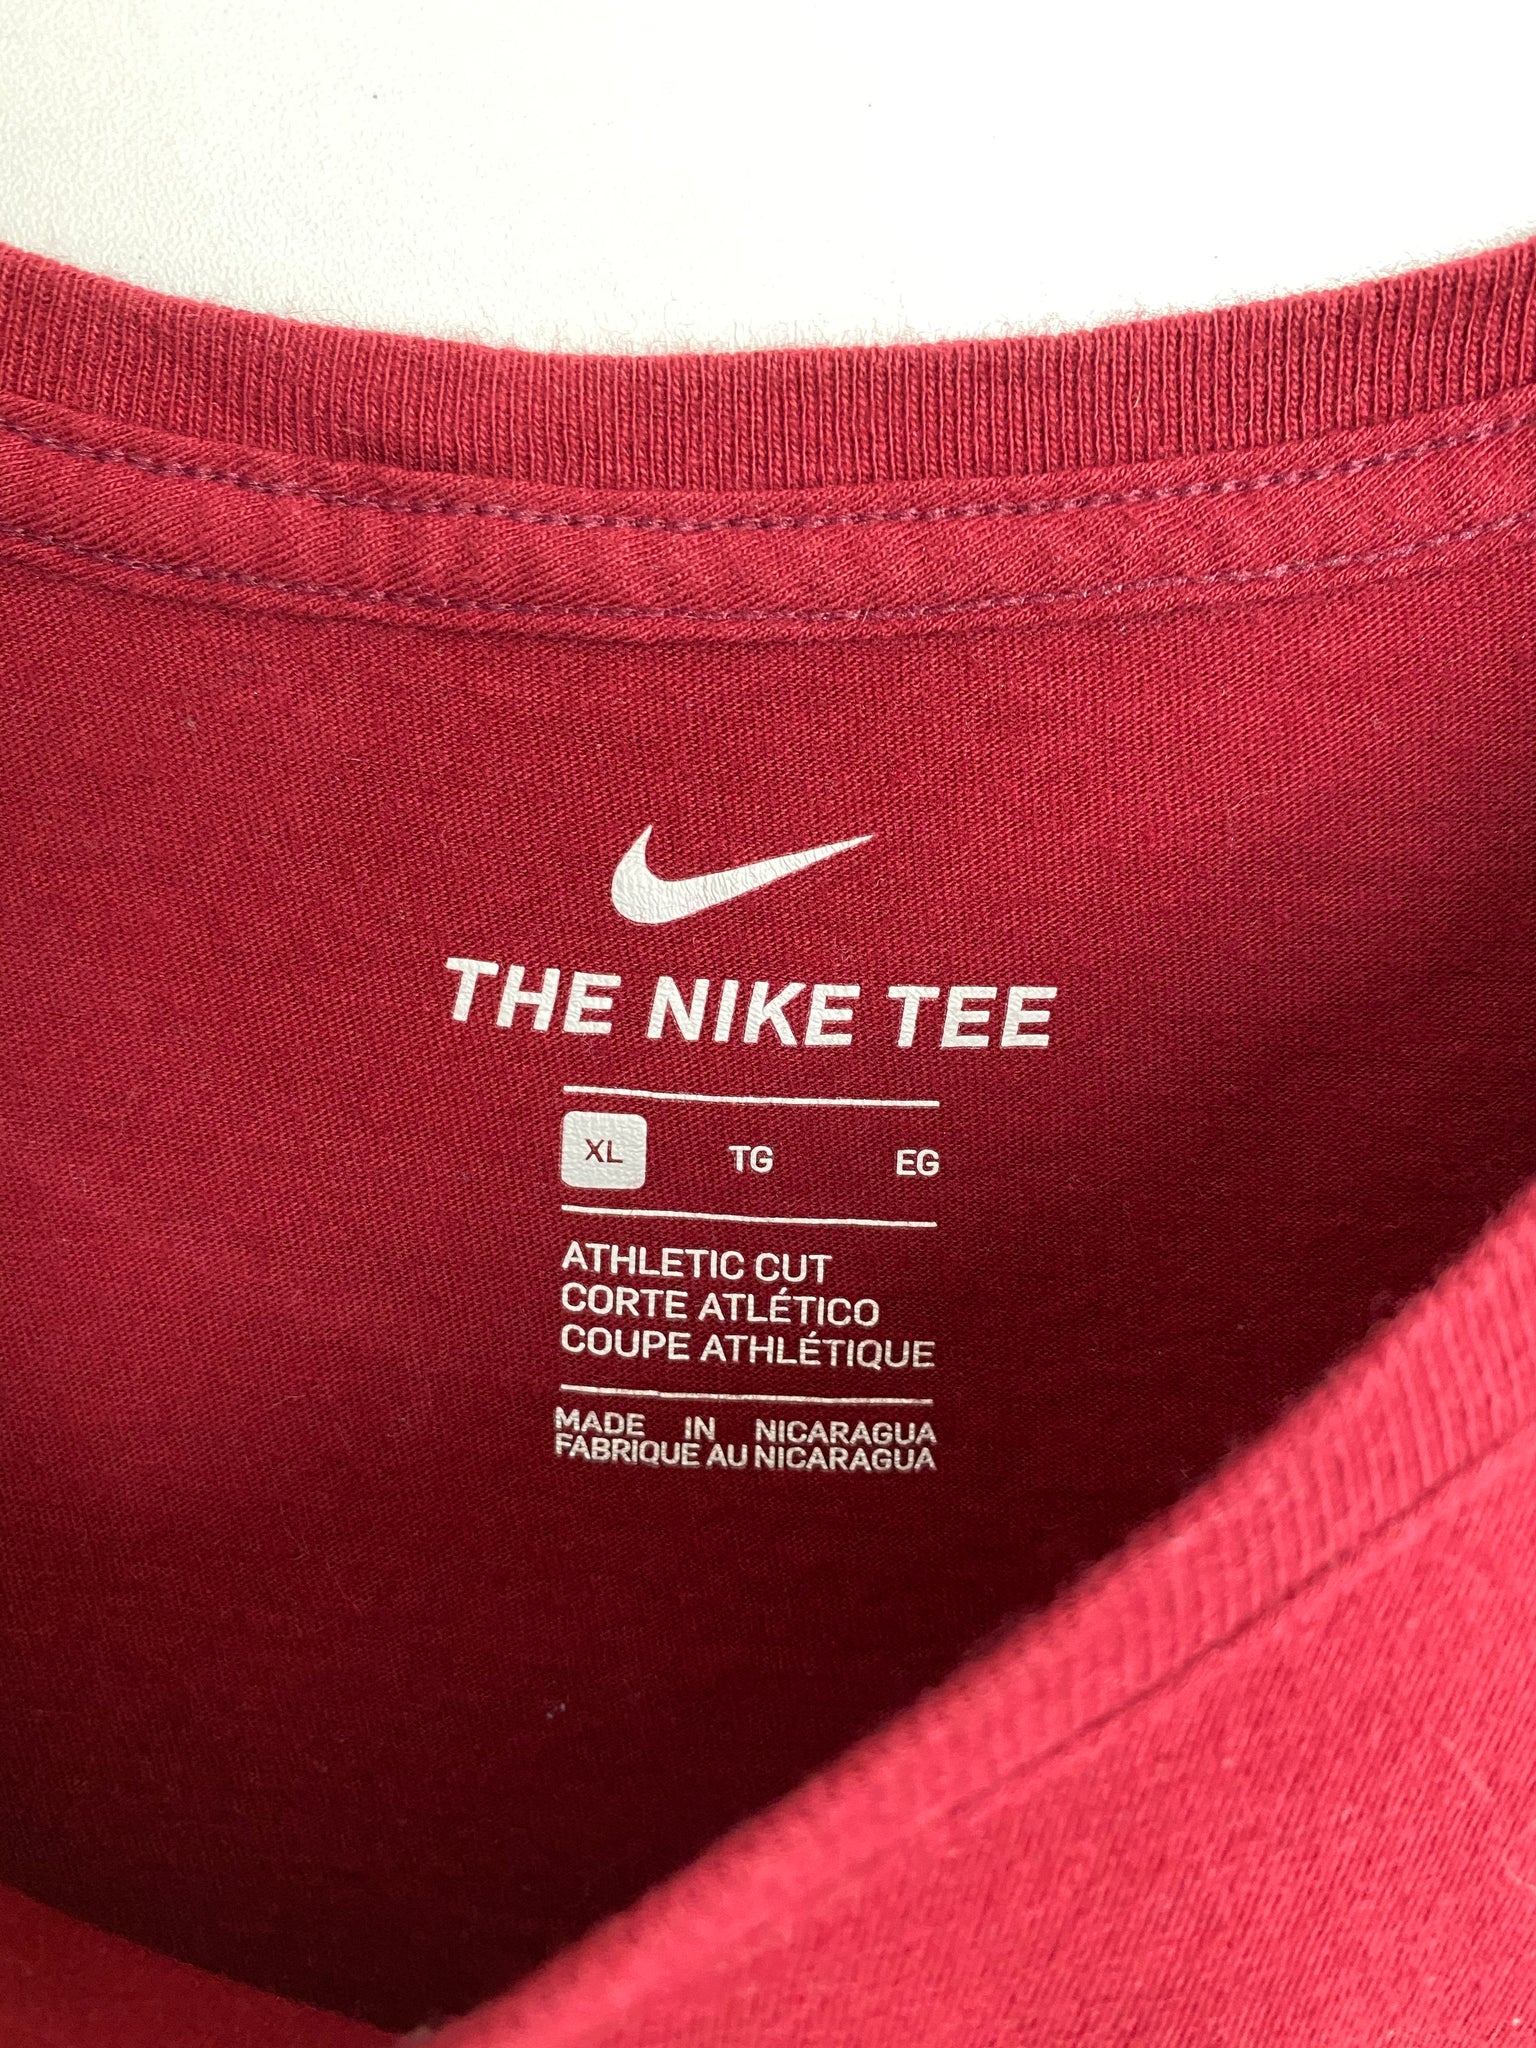 THE NIKE TEE
XL TG EG
ATHLETIC CUT
CORTE ATLÉTICO
COUPE ATHLÉTIQUE
MADE IN NICARAGUA
FABRIQUE AU NICARAGUA